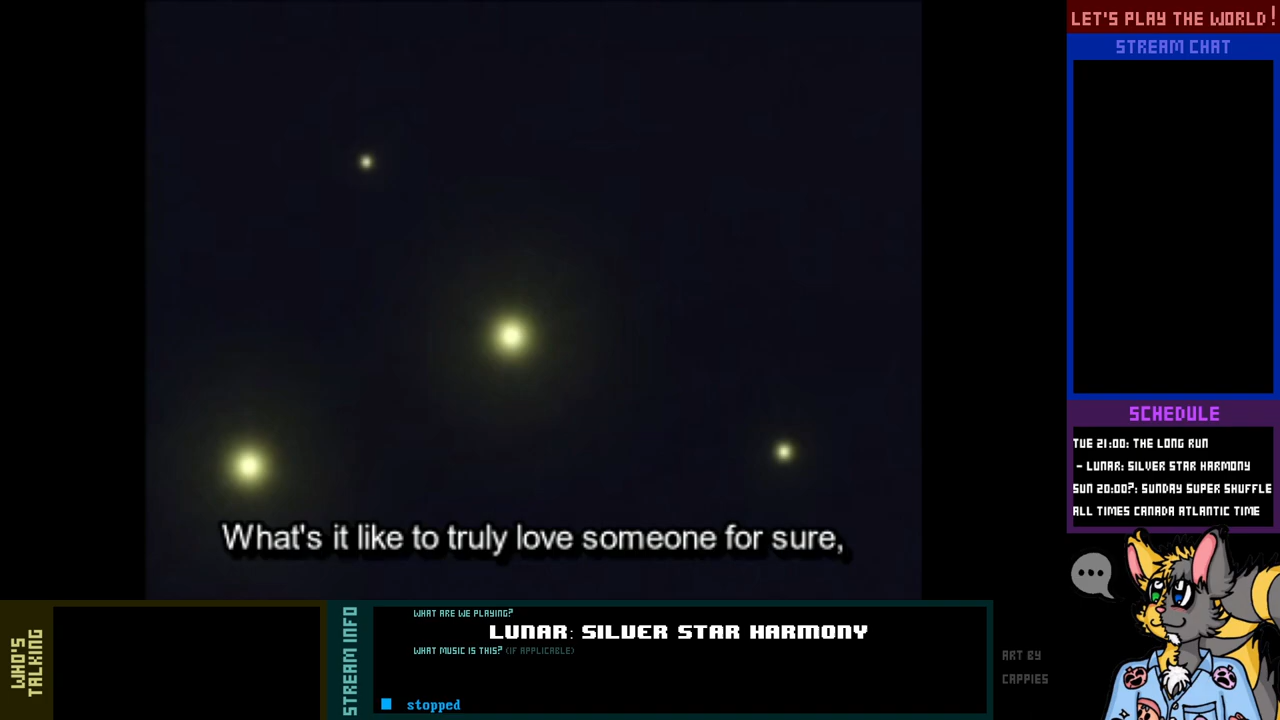 LET'S PLAY THE WORLD!
STREAM CHAT
What's it like to truly love someone for sure,
SCHEDULE
TUE 21:00: THE LONG RUN
- LUNAR: SILVER STAR HARMONY
SUN 20:00?: SUNDAY SUPER SHUFFLE
ALL TIMES CANADA ATLANTIC TIME
WHO'S
TALKING
STREAM INFO
WHAT ARE WE PLAYING?
LUNAR: SILVER STAR HARMONY
WHAT MUSIC IS THIS? (IF APPLICABLE)
stopped
ART BY
CAPPIES